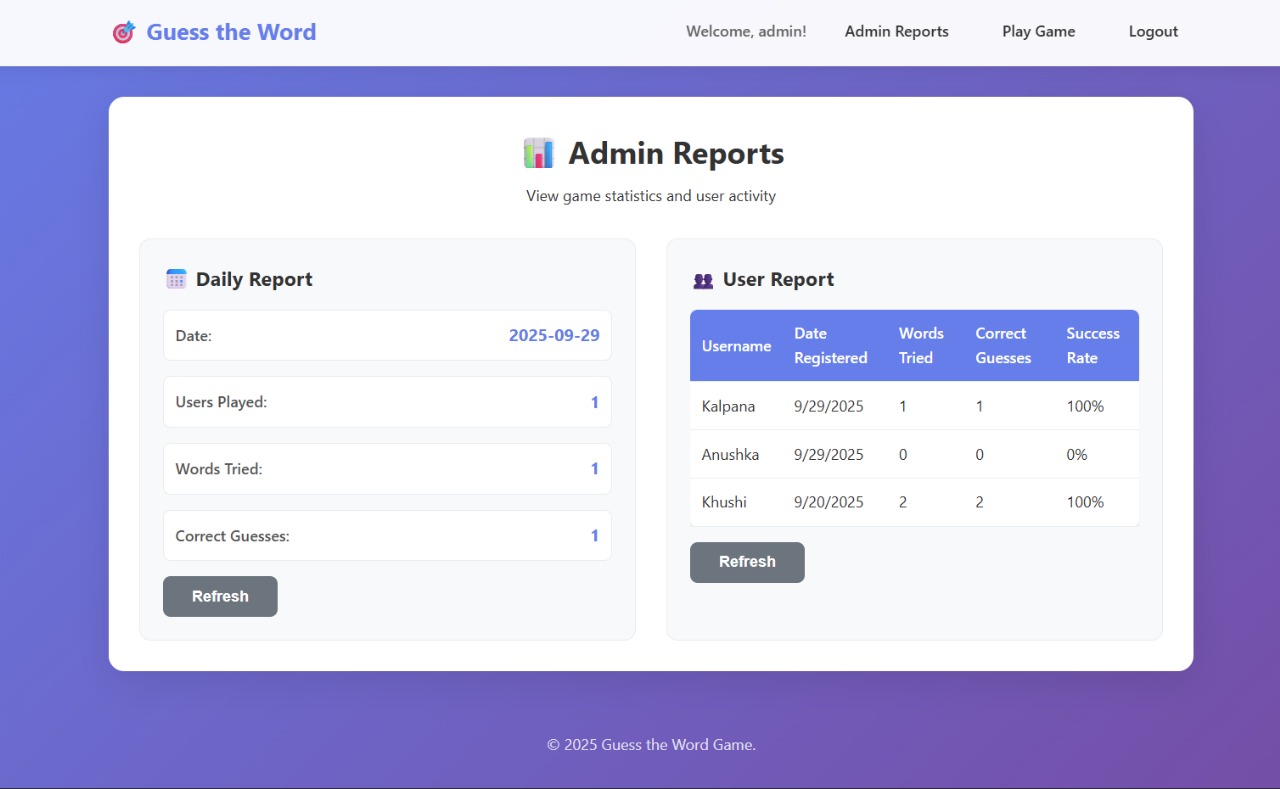 Guess the Word
Welcome, admin!
Admin Reports
Play Game
Logout
Admin Reports
View game statistics and user activity
Daily Report
Date: 2025-09-29
Users Played: 1
Words Tried: 1
Correct Guesses: 1
Refresh
User Report
Username Date Registered Words Tried Correct Guesses Success Rate
Kalpana 9/29/2025 1 1 100%
Anushka 9/29/2025 0 0 0%
Khushi 9/20/2025 2 2 100%
Refresh
© 2025 Guess the Word Game.